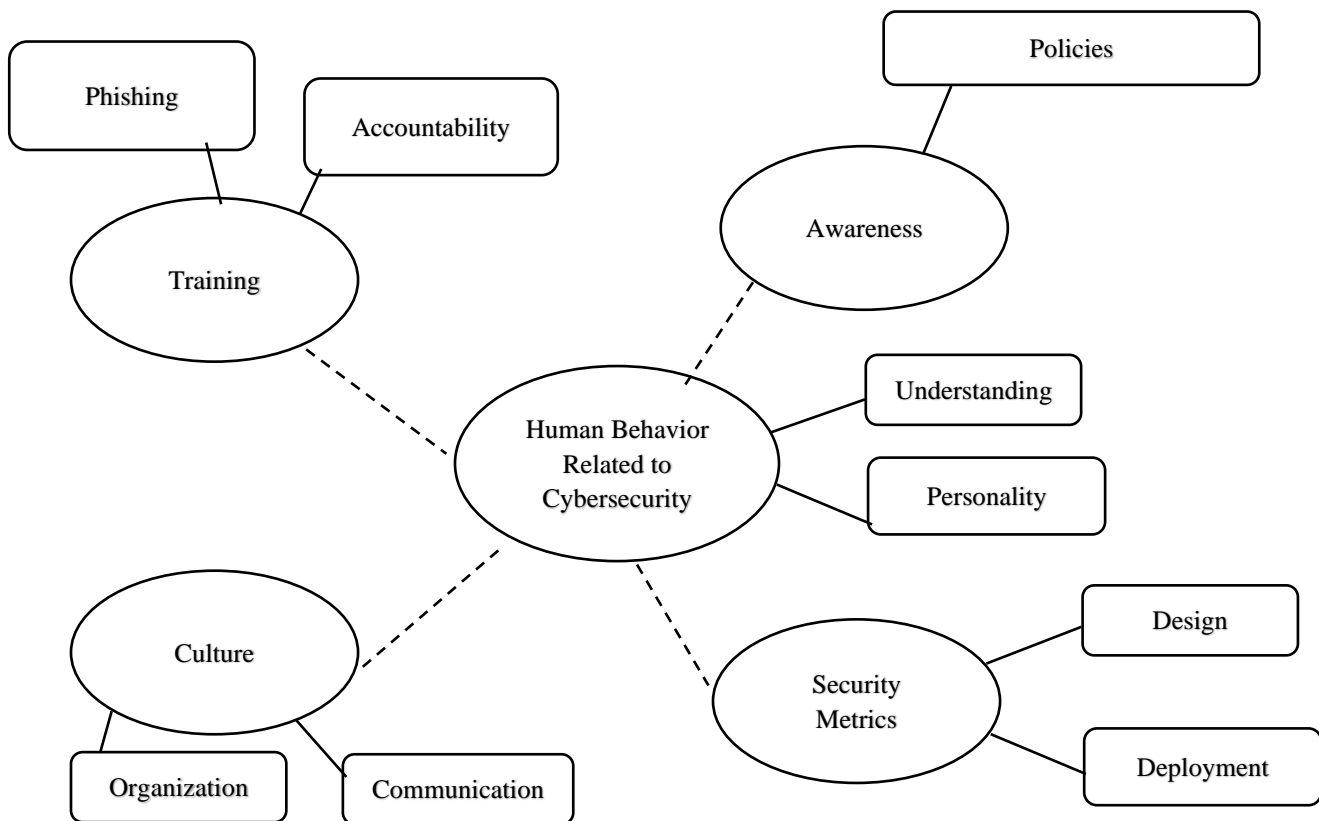 Policies
Phishing
Accountability
Awareness
Training
Understanding
Human Behavior
Related to
Cybersecurity
Personality
Design
Culture
Security
Metrics
Deployment
Organization
Communication